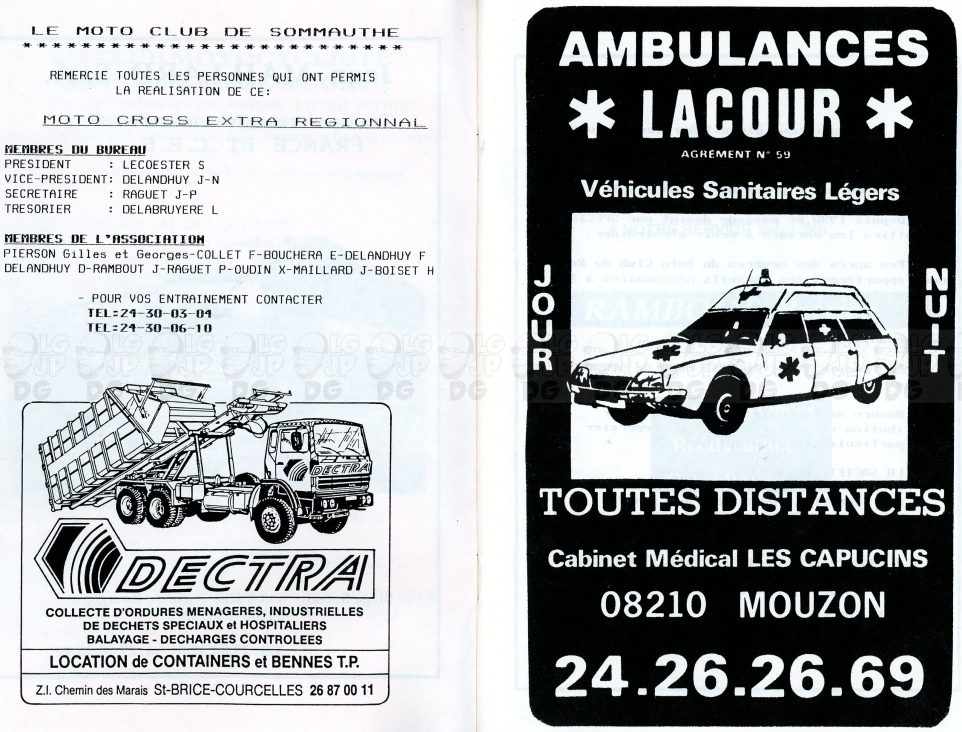 LE MOTO CLUB DE SOMMAUTHE
***********************************
REMERCIE TOUTES LES PERSONNES QUI ONT PERMIS
LA REALISATION DE CE:
MOTO CROSS EXTRA REGIONNAL
MEMBRES DU BUREAU
PRESIDENT : LECOESTER S
VICE-PRESIDENT: DELANDHUY J-N
SECRETAIRE : RAGUET J-P
TRESORIER : DELABRUYERE L
MEMBRES DE L'ASSOCIATION
PIERSON Gilles et Georges-COLLET F-BOUCHERA E-DELANDHUY F
DELANDHUY D-RAMBOUT J-RAGUET P-OUDIN X-MAILLARD J-BOISET H
- POUR VOS ENTRAINEMENT CONTACTER
TEL:24-30-03-04
TEL:24-30-06-10
DECTRA
DECTRA
COLLECTE D'ORDURES MENAGERES, INDUSTRIELLES
DE DECHETS SPECIAUX et HOSPITALIERS
BALAYAGE - DECHARGES CONTROLEES
LOCATION de CONTAINERS et BENNES T.P.
Z.I. Chemin des Marais St-BRICE-COURCELLES 26 87 00 11
AMBULANCES
* LACOUR *
AGREMENT N° 59
Véhicules Sanitaires Légers
JOUR
NUIT
TOUTES DISTANCES
Cabinet Médical LES CAPUCINS
08210 MOUZON
24.26.26.69